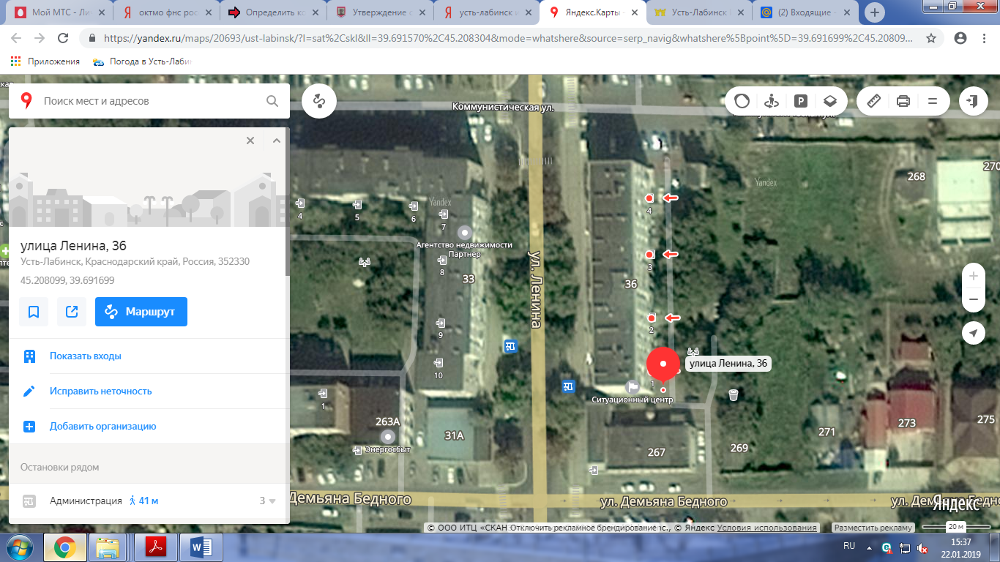 Мой МТС - Ли
октмо фнс рос
Определить ко
Утверждение с
усть-лабинск л
Яндекс.Карты -
Усть-Лабинск
(2) Входящие -
https://yandex.ru/maps/20693/ust-labinsk/?l=sat%2Cskl&ll=39.691570%2C45.208304&mode=whatshere&source=serp_navig&whatshere%5Bpoint%5D=39.691699%2C45.20809...
Приложения
Погода в Усть-Лаби
Поиск мест и адресов
Коммунистическая ул.
улица Ленина, 36
Усть-Лабинск, Краснодарский край, Россия, 352330
45.208099, 39.691699
Маршрут
Показать входы
Исправить неточность
Добавить организацию
Остановки рядом
Администрация 41 м 3
268
270
Yandex
Yandex
4
5
6
7
4
Агентство недвижимости
Партнер
8
3
33
36
ул. Ленина
9
2
10
улица Ленина, 36
1
Ситуационный центр
1
263А
31А
Энергосбыт
267
269
271
273
275
Демьяна Бедного
ул. Демьяна Бедного
ул. Демьяна Бедно
Яндекс
© ООО ИТЦ «СКАН Отключить рекламное брендирование с., © Яндекс Условия использования
Разместить рекламу
20 м
RU
15:37
22.01.2019